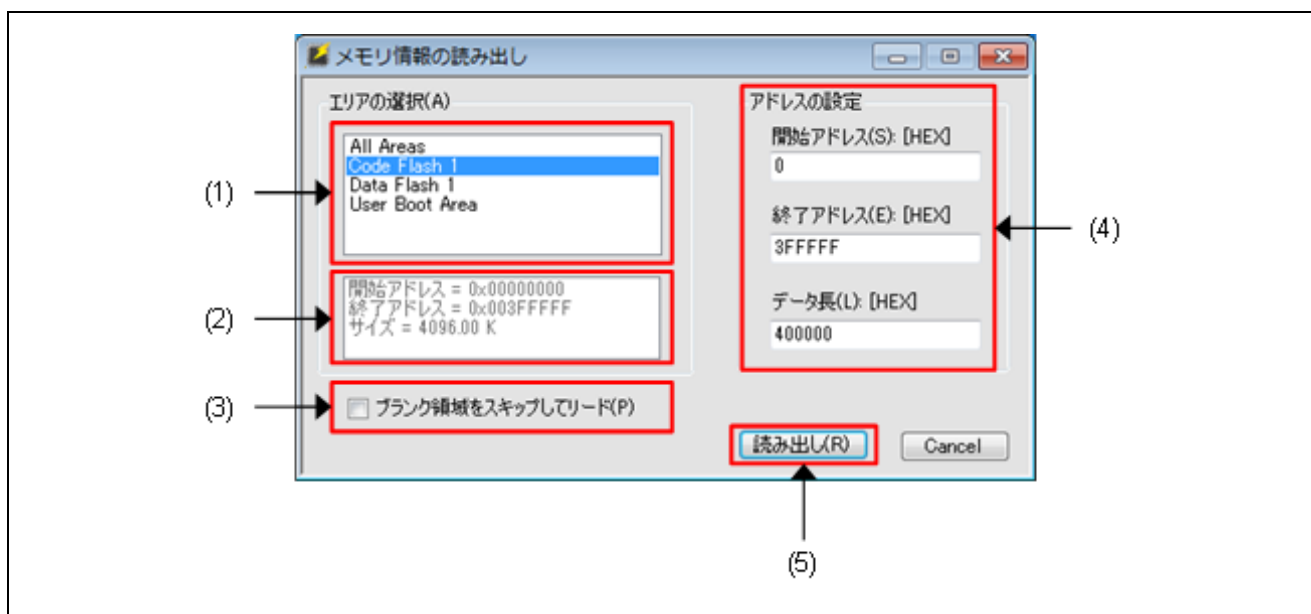 メモリ情報の読み出し
エリアの選択(A)
All Areas
Code Flash 1
Data Flash 1
User Boot Area
(1)
開始アドレス = 0x00000000
終了アドレス = 0x003FFFFF
サイズ = 4096.00 K
(2)
ブランク領域をスキップしてリード(P)
(3)
アドレスの設定
開始アドレス(S): [HEX]
0
終了アドレス(E): [HEX]
3FFFFF
データ長(L): [HEX]
400000
(4)
読み出し(R)
Cancel
(5)